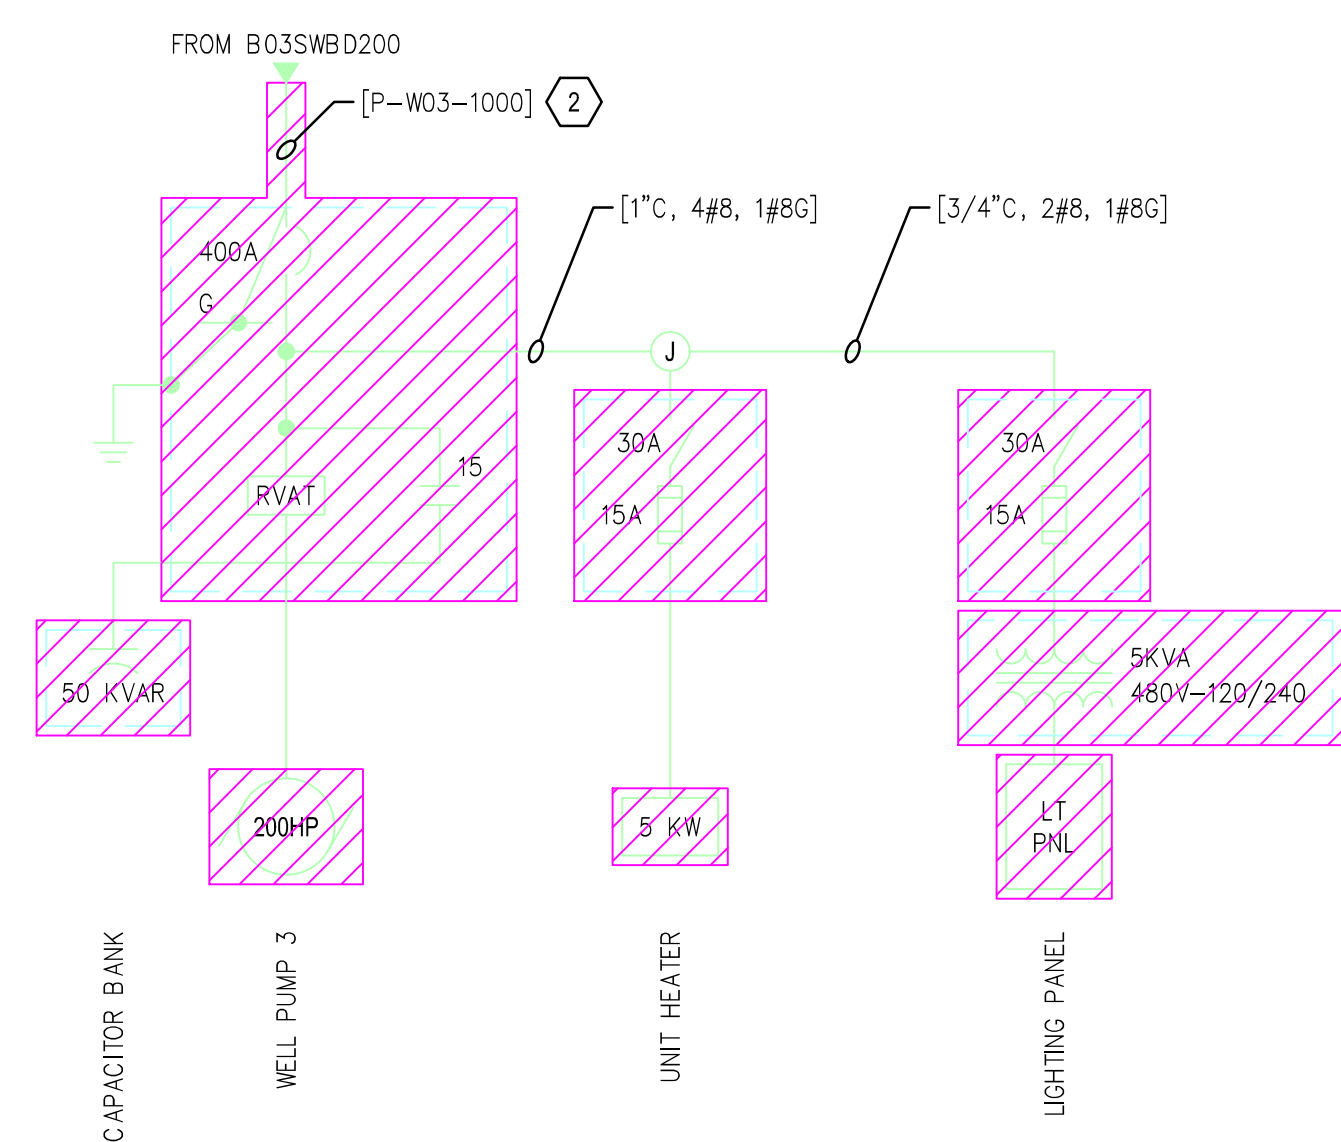 FROM B03SWBD200
[P-W03-1000]
2
[1"C, 4#8, 1#8G]
[3/4"C, 2#8, 1#8G]
400A
G
J
30A
30A
15
RVAT
15A
15A
50 KVAR
5KVA
480V-120/240
200HP
5 KW
LT
PNL
CAPACITOR BANK
WELL PUMP 3
UNIT HEATER
LIGHTING PANEL